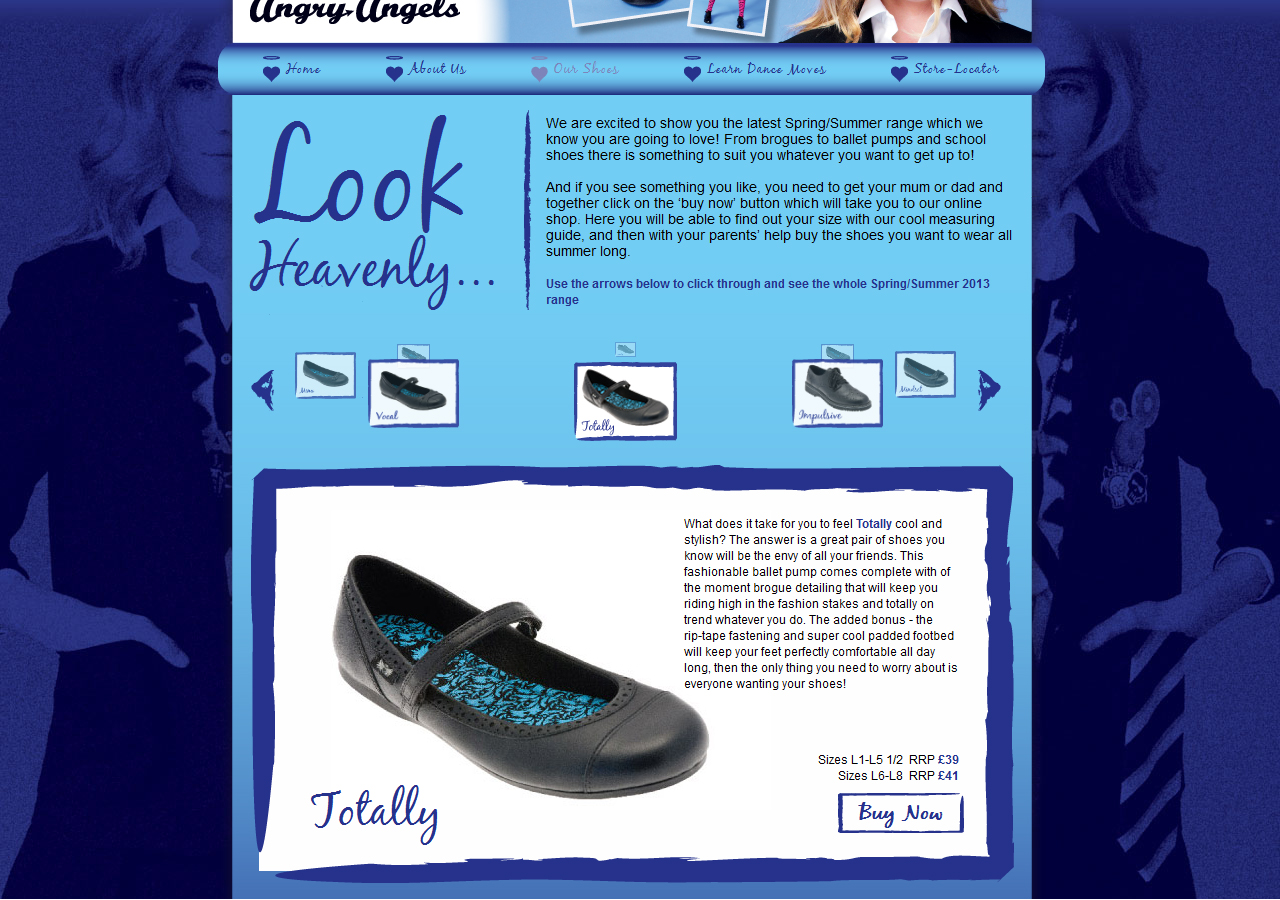 Angry Angels
Home About Us Our Shoes Learn Dance Moves Store-Locator
Look
Heavenly...
We are excited to show you the latest Spring/Summer range which we
know you are going to love! From brogues to ballet pumps and school
shoes there is something to suit you whatever you want to get up to!
And if you see something you like, you need to get your mum or dad and
together click on the ‘buy now’ button which will take you to our online
shop. Here you will be able to find out your size with our cool measuring
guide, and then with your parents’ help buy the shoes you want to wear all
summer long.
Use the arrows below to click through and see the whole Spring/Summer 2013
range
Vocal
Totally
Impulsive
Mindset
What does it take for you to feel Totally cool and
stylish? The answer is a great pair of shoes you
know will be the envy of all your friends. This
fashionable ballet pump comes complete with of
the moment brogue detailing that will keep you
riding high in the fashion stakes and totally on
trend whatever you do. The added bonus - the
rip-tape fastening and super cool padded footbed
will keep your feet perfectly comfortable all day
long, then the only thing you need to worry about is
everyone wanting your shoes!
Sizes L1-L5 1/2 RRP £39
Sizes L6-L8 RRP £41
Totally
Buy Now